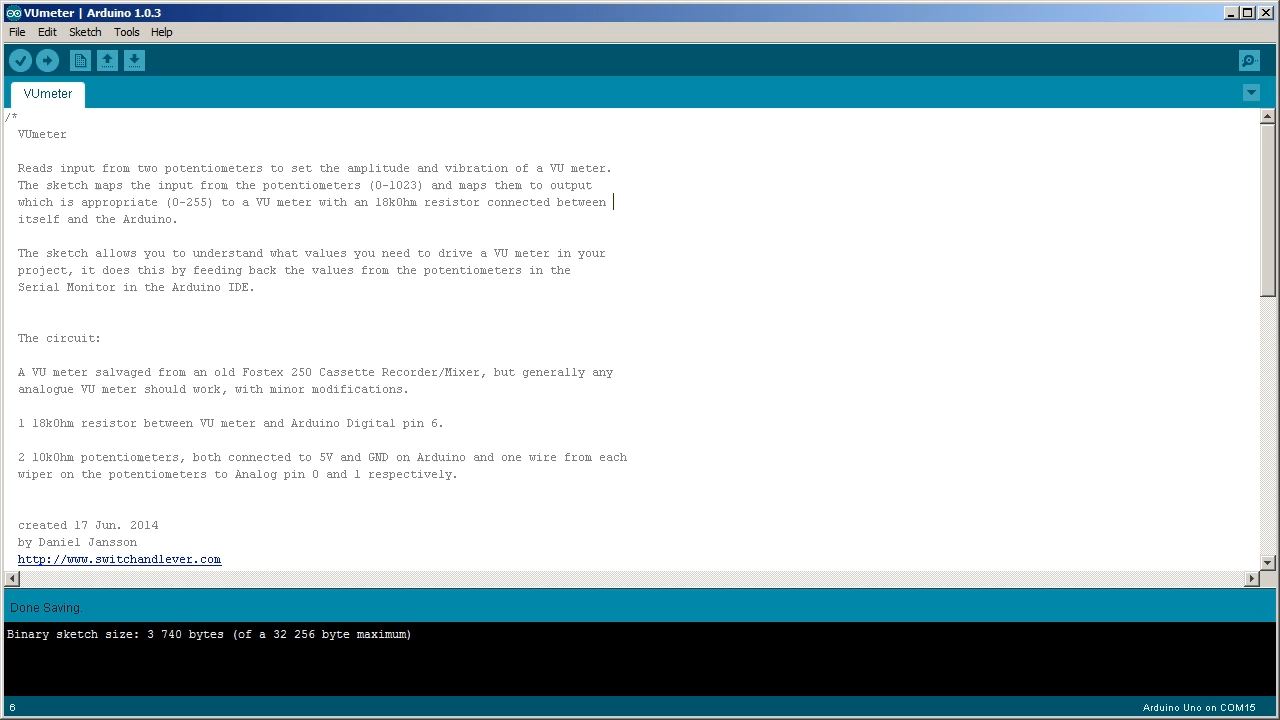 VUmeter | Arduino 1.0.3
File Edit Sketch Tools Help
VUmeter
/*
VUmeter
Reads input from two potentiometers to set the amplitude and vibration of a VU meter.
The sketch maps the input from the potentiometers (0-1023) and maps them to output
which is appropriate (0-255) to a VU meter with an 18kOhm resistor connected between
itself and the Arduino.
The sketch allows you to understand what values you need to drive a VU meter in your
project, it does this by feeding back the values from the potentiometers in the
Serial Monitor in the Arduino IDE.
The circuit:
A VU meter salvaged from an old Fostex 250 Cassette Recorder/Mixer, but generally any
analogue VU meter should work, with minor modifications.
1 18kOhm resistor between VU meter and Arduino Digital pin 6.
2 10kOhm potentiometers, both connected to 5V and GND on Arduino and one wire from each
wiper on the potentiometers to Analog pin 0 and 1 respectively.
created 17 Jun. 2014
by Daniel Jansson
http://www.switchandlever.com
Done Saving.
Binary sketch size: 3 740 bytes (of a 32 256 byte maximum)
6
Arduino Uno on COM15